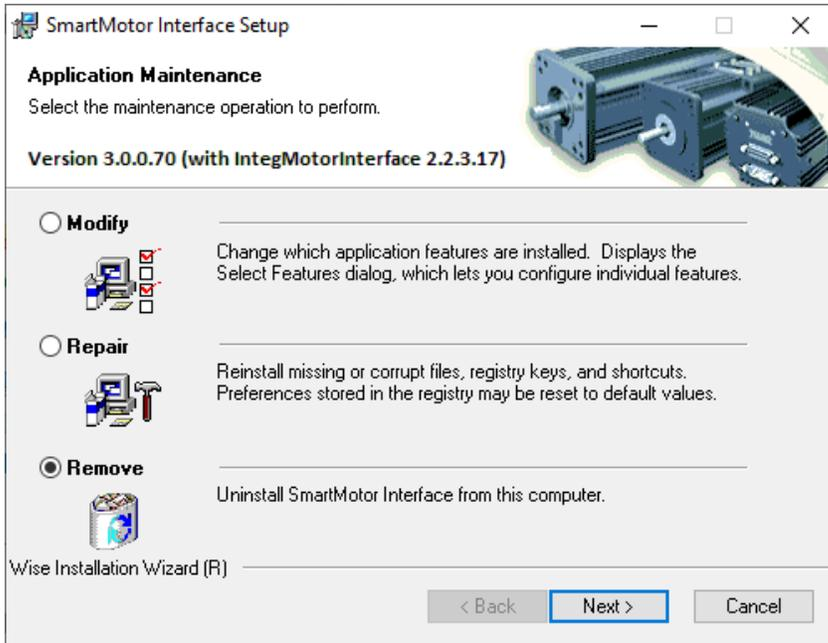 SmartMotor Interface Setup
Application Maintenance
Select the maintenance operation to perform.
Version 3.0.0.70 (with IntegMotorInterface 2.2.3.17)
Modify
Change which application features are installed.  Displays the
Select Features dialog, which lets you configure individual features.
Repair
Reinstall missing or corrupt files, registry keys, and shortcuts.
Preferences stored in the registry may be reset to default values.
Remove
Uninstall SmartMotor Interface from this computer.
Wise Installation Wizard (R)
< Back
Next >
Cancel